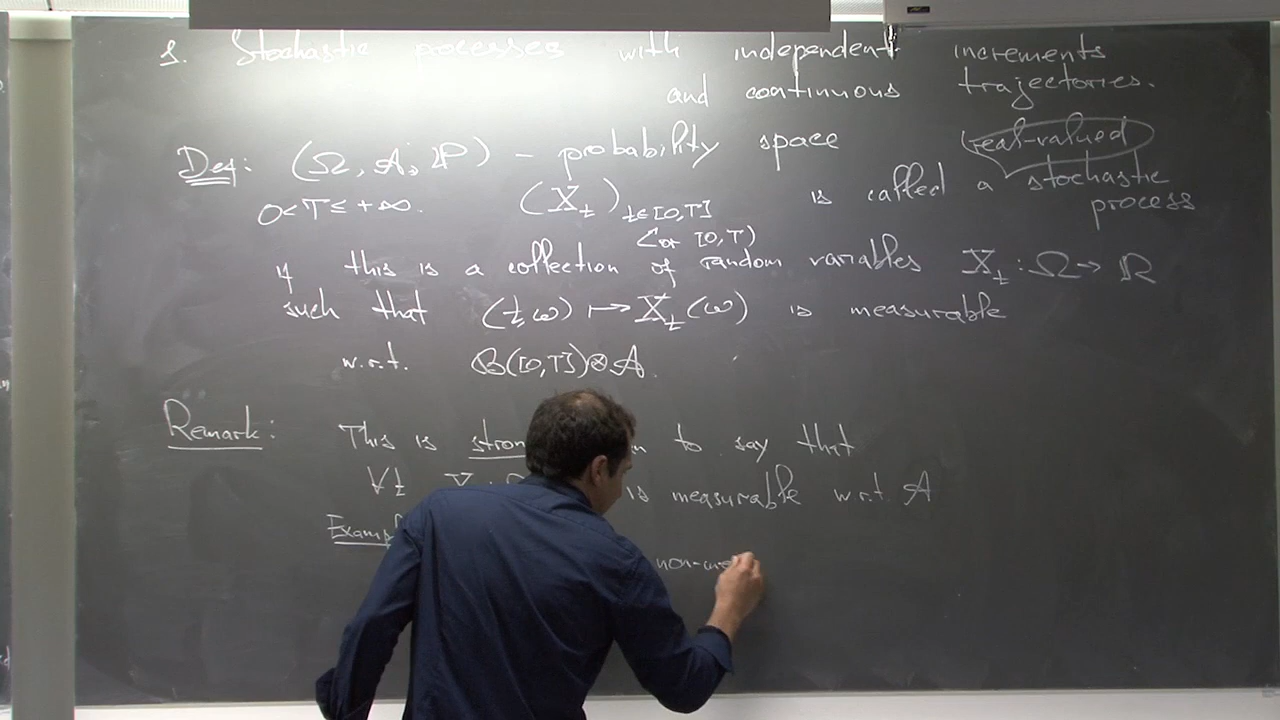 1. Stochastic processes with independent increments
and continuous trajectories.
Def: (Ω, A, P) - probability space (real-valued)
0<T≤+∞. (X_t)_{t∈[0,T]} is called a stochastic process
(or [0,T)
if this is a collection of random variables X_t : Ω → R
such that (t,ω) ↦ X_t(ω) is measurable
w.r.t. B([0,T])⊗A.
Remark: This is to say that
∀t is measurable w.r.t. A
non-me